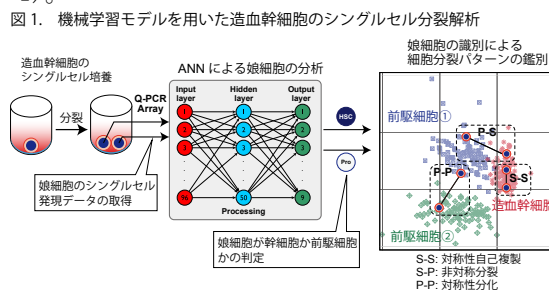 図 1. 機械学習モデルを用いた造血幹細胞のシングルセル分裂解析
造血幹細胞の
シングルセル培養
分裂
Q-PCR
Array
娘細胞のシングルセル
発現データの取得
ANN による娘細胞の分析
Input
layer
Hidden
layer
Output
layer
1
1
1
2
2
2
3
3
3
96
50
9
Processing
HSC
Pro
娘細胞が幹細胞か前駆細胞
かの判定
娘細胞の識別による
細胞分裂パターンの鑑別
前駆細胞①
P-S
P-P
S-S
造血幹細胞
前駆細胞②
S-S: 対称性自己複製
S-P: 非対称分裂
P-P: 対称性分化